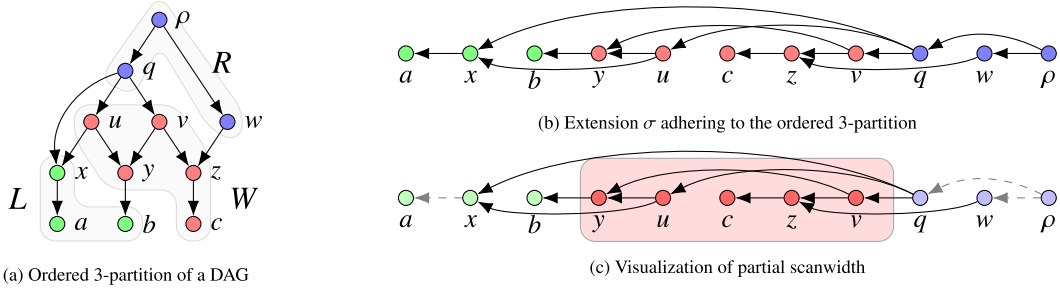 ρ
q
R
u
v
w
x
y
z
L
W
a
b
c
(a) Ordered 3-partition of a DAG
a x b y u c z v q w ρ
(b) Extension σ adhering to the ordered 3-partition
a x b y u c z v q w ρ
(c) Visualization of partial scanwidth